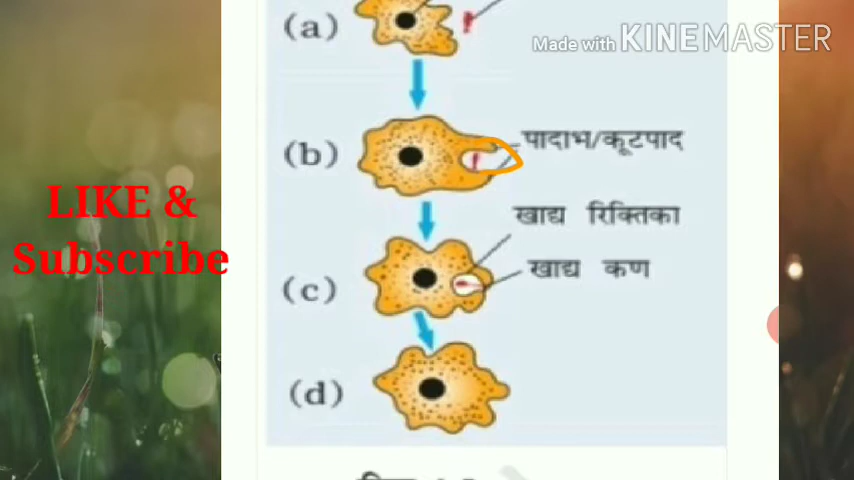 (a)
Made with KINEMASTER
(b)
पादाभ/कूटपाद
LIKE &
Subscribe
खाद्य रिक्तिका
(c)
खाद्य कण
(d)